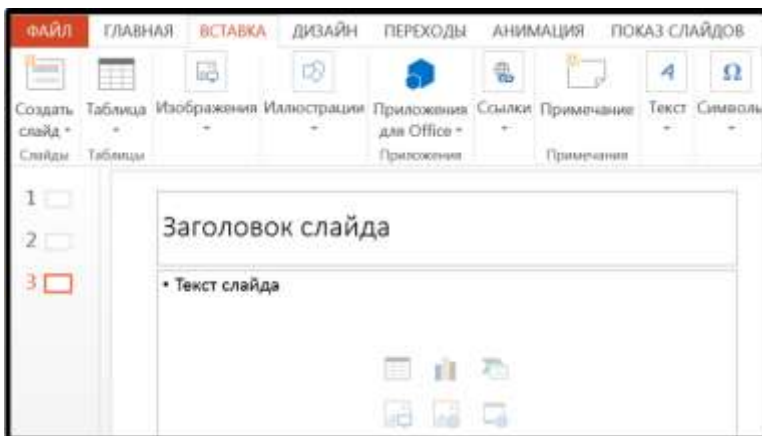 ФАЙЛ ГЛАВНАЯ ВСТАВКА ДИЗАЙН ПЕРЕХОДЫ АНИМАЦИЯ ПОКАЗ СЛАЙДОВ
Создать Таблица Изображения Иллюстрации Приложения Ссылки Примечание Текст Символы
слайд для Office
Слайды Таблицы Приложения Примечания
1
Заголовок слайда
2
3 • Текст слайда